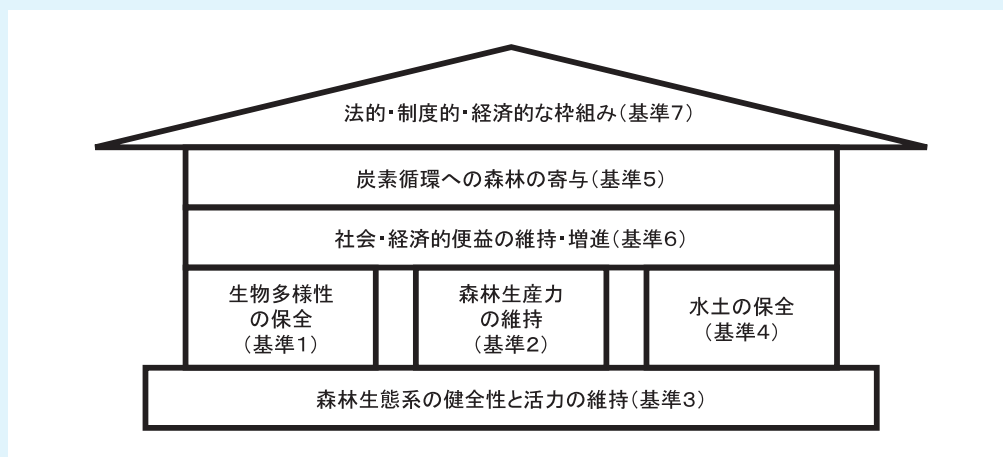 法的・制度的・経済的な枠組み（基準7）
炭素循環への森林の寄与（基準5）
社会・経済的便益の維持・増進（基準6）
生物多様性
の保全
（基準1）
森林生産力
の維持
（基準2）
水土の保全
（基準4）
森林生態系の健全性と活力の維持（基準3）